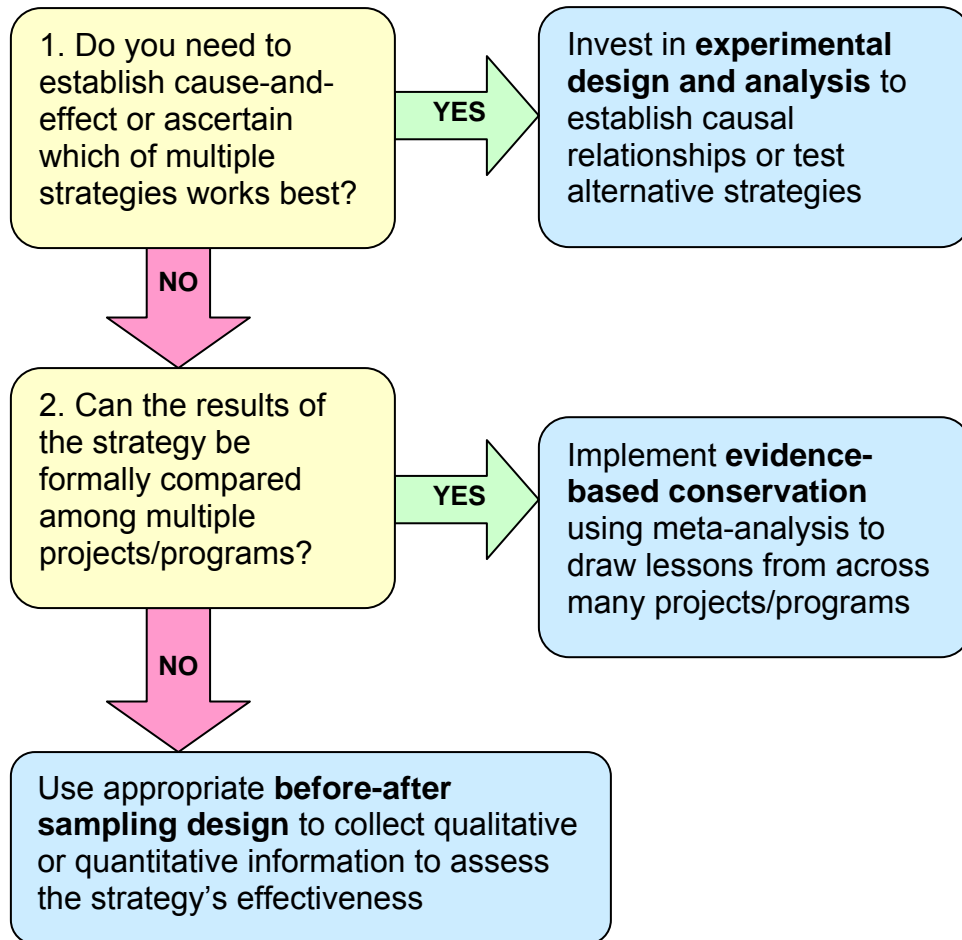 1. Do you need to
establish cause-and-
effect or ascertain
which of multiple
strategies works best?
YES
Invest in experimental
design and analysis to
establish causal
relationships or test
alternative strategies
NO
2. Can the results of
the strategy be
formally compared
among multiple
projects/programs?
YES
Implement evidence-
based conservation
using meta-analysis to
draw lessons from across
many projects/programs
NO
Use appropriate before-after
sampling design to collect qualitative
or quantitative information to assess
the strategy’s effectiveness